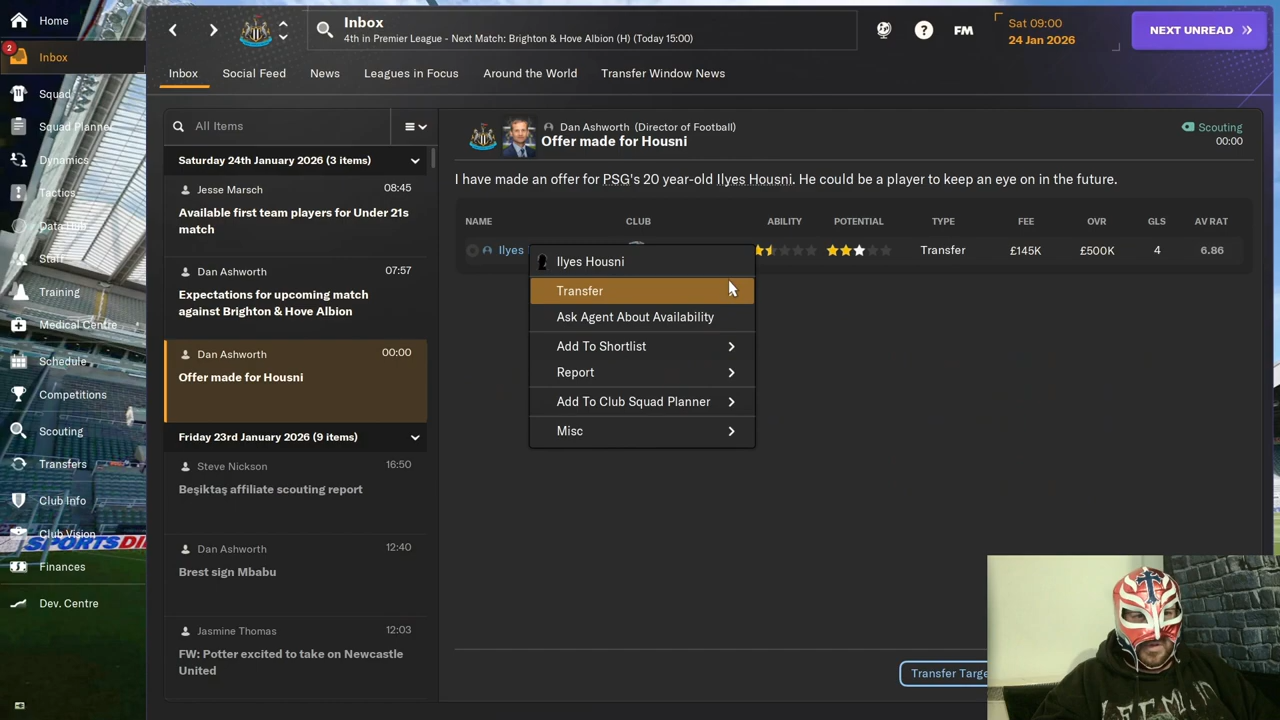 Home
2
Inbox
Squad
Squad Planner
Dynamics
Tactics
Staff
Training
Medical Centre
Schedule
Competitions
Scouting
Transfers
Club Info
Club Vision
Finances
Dev. Centre
SPORTS DI
Inbox
4th in Premier League - Next Match: Brighton & Hove Albion (H) (Today 15:00)
?
FM
Sat 09:00
24 Jan 2026
NEXT UNREAD
Inbox
Social Feed
News
Leagues in Focus
Around the World
Transfer Window News
All Items
Saturday 24th January 2026 (3 items)
Jesse Marsch
08:45
Available first team players for Under 21s
match
Dan Ashworth
07:57
Expectations for upcoming match
against Brighton & Hove Albion
Dan Ashworth
00:00
Offer made for Housni
Friday 23rd January 2026 (9 items)
Steve Nickson
16:50
Beşiktaş affiliate scouting report
Dan Ashworth
12:40
Brest sign Mbabu
Jasmine Thomas
12:03
FW: Potter excited to take on Newcastle
United
Dan Ashworth (Director of Football)
Scouting
Offer made for Housni
00:00
I have made an offer for PSG's 20 year-old Ilyes Housni. He could be a player to keep an eye on in the future.
NAME CLUB ABILITY POTENTIAL TYPE FEE OVR GLS AV RAT
Ilyes Transfer £145K £500K 4 6.86
Ilyes Housni
Transfer
Ask Agent About Availability
Add To Shortlist
Report
Add To Club Squad Planner
Misc
Transfer Targe